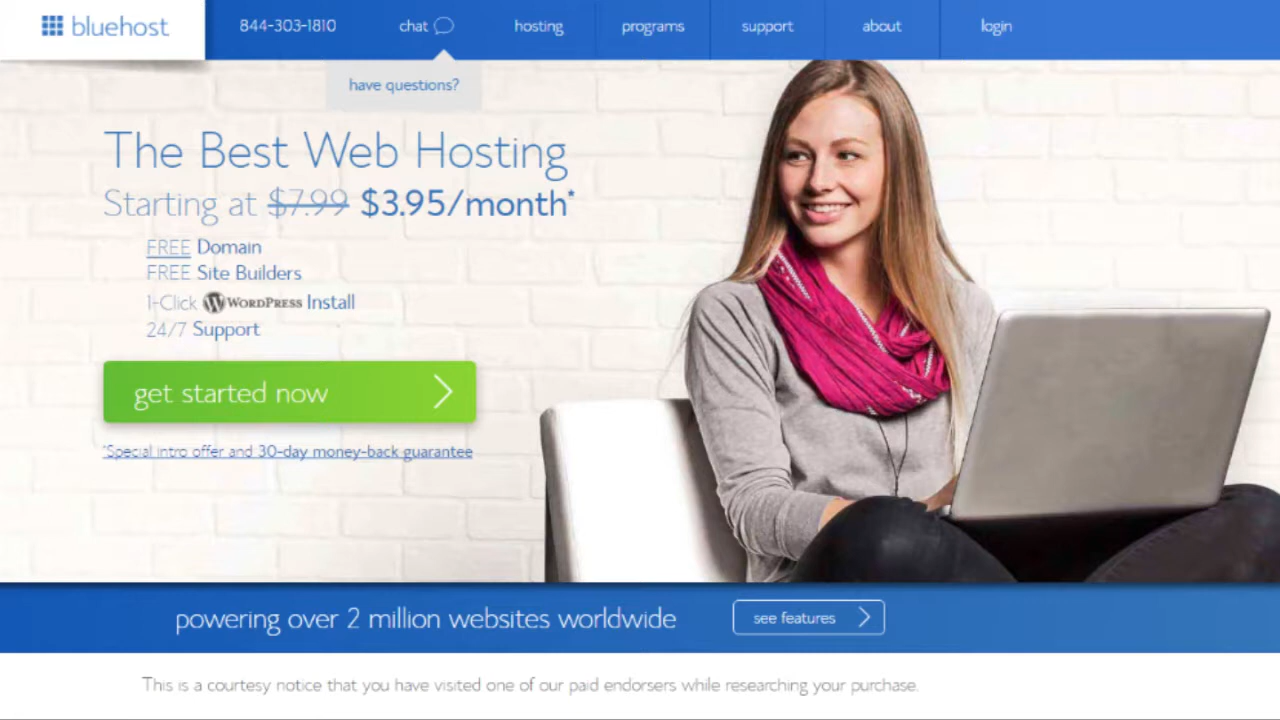 bluehost
844-303-1810
chat
hosting
programs
support
about
login
have questions?
The Best Web Hosting
Starting at $7.99 $3.95/month*
FREE Domain
FREE Site Builders
1-Click WORDPRESS Install
24/7 Support
get started now
*Special intro offer and 30-day money-back guarantee
powering over 2 million websites worldwide
see features
This is a courtesy notice that you have visited one of our paid endorsers while researching your purchase.